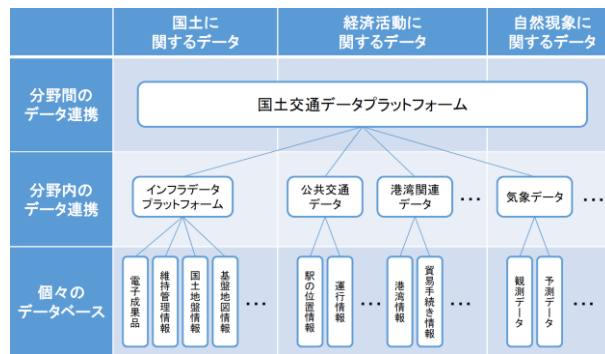 国土に
関するデータ
経済活動に
関するデータ
自然現象に
関するデータ
分野間の
データ連携
国土交通データプラットフォーム
分野内の
データ連携
インフラデータ
プラットフォーム
公共交通
データ
港湾関連
データ
…
気象データ
…
個々の
データベース
電子成果品
維持管理情報
国土地盤情報
基盤地図情報
…
駅の位置情報
運行情報
…
港湾情報
貿易手続き情報
…
観測データ
予測データ
…